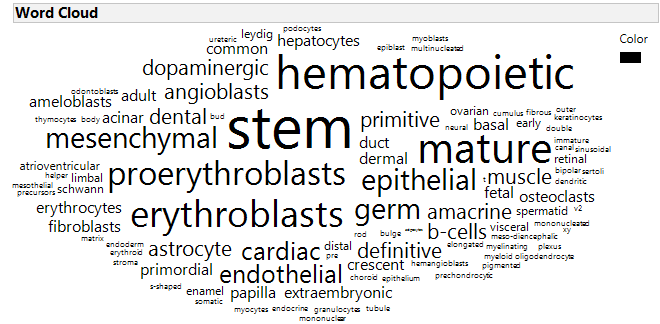 Word Cloud
Color
podocytes
leydig
ureteric
hepatocytes
myoblasts
common
epiblast multinucleated
dopaminergic
hematopoietic
odontoblasts
angioblasts
ameloblasts adult
thymocytes body acinar dental bud
stem
primitive
ovarian cumulus fibrous outer
keratinocytes
neural basal early double
mesenchymal
duct
mature
immature
canal sinusoidal
dermal
retinal
atrioventricular
helper limbal
proerythroblasts
epithelial
muscle
bipolar sertoli
mesothelial
precursors schwann
dendritic
fetal osteoclasts
erythrocytes
erythroblasts
germ
amacrine spermatid v2
fibroblasts
mononucleated
matrix
rod bulge
b-cells visceral xy
meso-diencephalic
endoderm
erythroid
astrocyte cardiac distal
pre
definitive
elongated myelinating plexus
stroma
myeloid oligodendrocyte
primordial endothelial crescent hemangioblasts pigmented
choroid epithelium prechondrogenic
s-shaped enamel papilla extraembryonic
somatic
myocytes endocrine granulocytes tubule
mononuclear